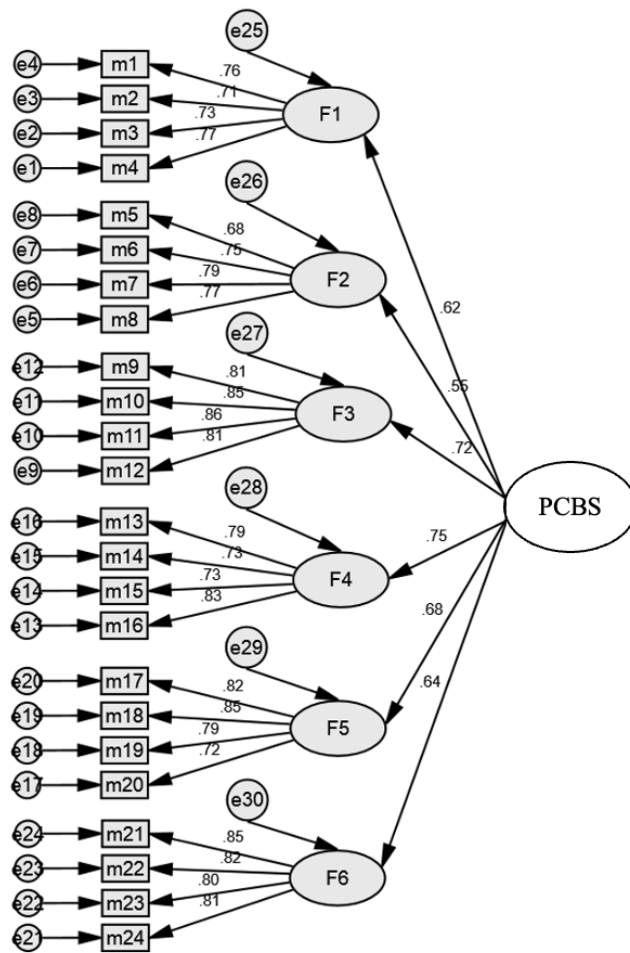 e25
e4 m1 .76
e3 m2 .71 F1
e2 m3 .73
e1 m4 .77
e26
e8 m5 .68
e7 m6 .75
e6 m7 .79 F2
e5 m8 .77
.62
e27
.55
e12 m9 .81
e11 m10 .85 F3
e10 m11 .86
e9 m12 .81
.72
e28
PCBS
e16 m13 .79
.75
e15 m14 .73
e14 m15 .73 F4
e13 m16 .83
.68
e29
e20 m17 .82
.64
e19 m18 .85 F5
e18 m19 .79
e17 m20 .72
e30
e24 m21 .85
e23 m22 .82 F6
e22 m23 .80
e21 m24 .81